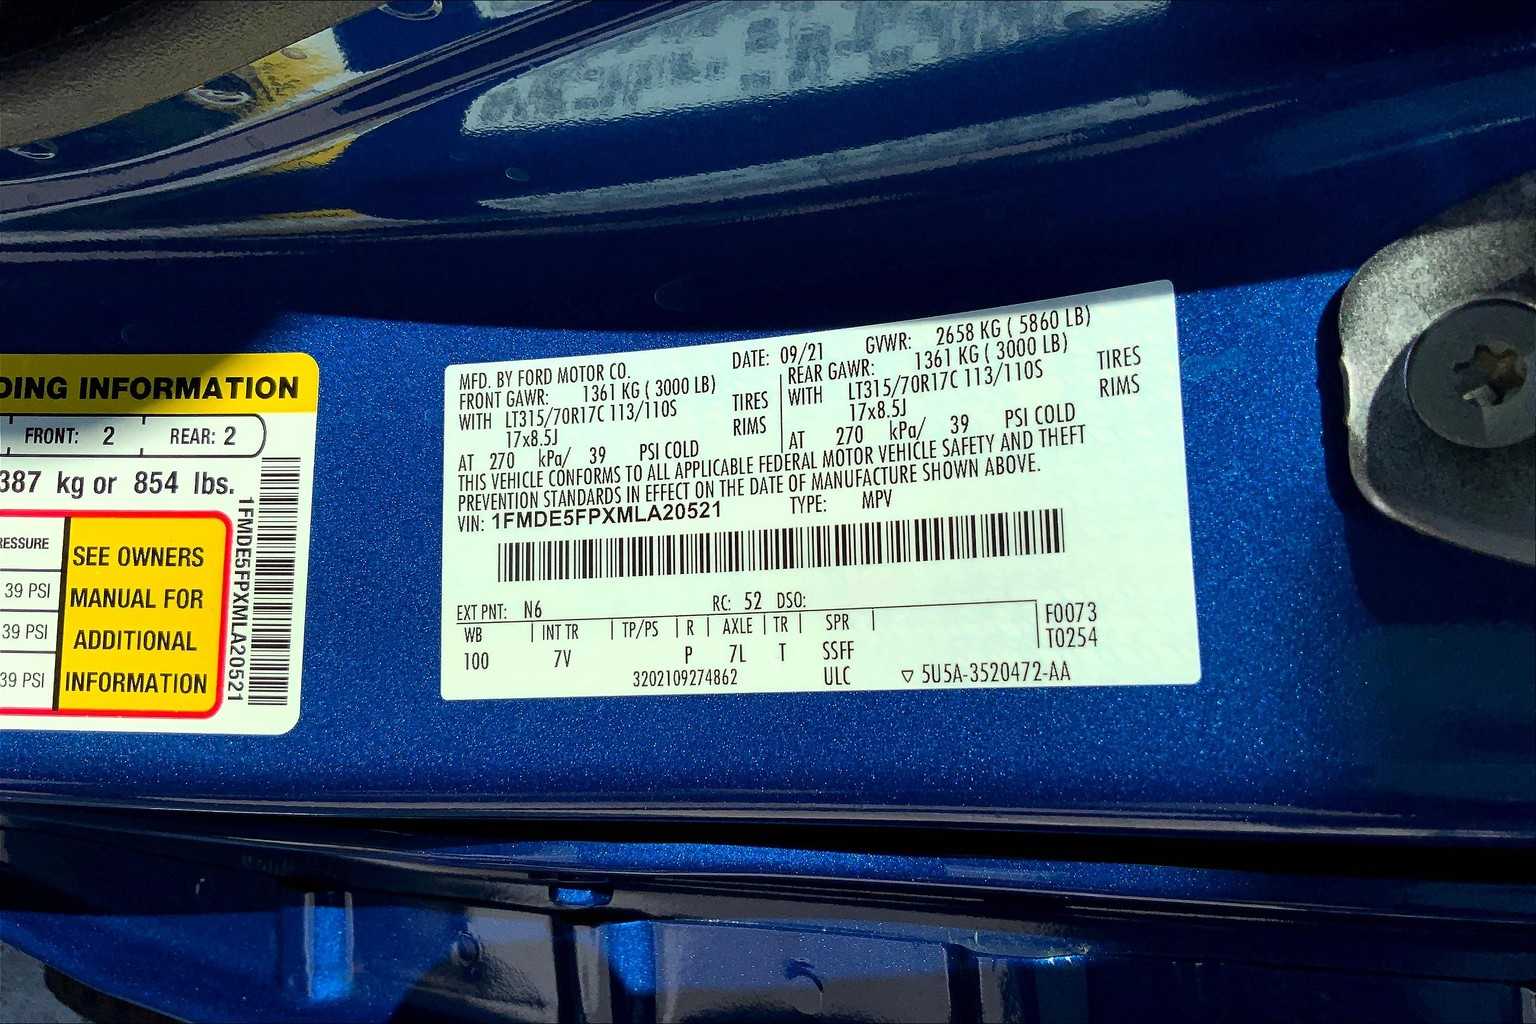 DING INFORMATION
FRONT: 2 REAR: 2
387 kg or 854 lbs.
RESSURE
39 PSI
39 PSI
39 PSI
SEE OWNERS
MANUAL FOR
ADDITIONAL
INFORMATION
1FMDE5FPXMLA20521
MFD. BY FORD MOTOR CO. DATE: 09/21 GVWR: 2658 KG ( 5860 LB)
FRONT GAWR: 1361 KG ( 3000 LB) REAR GAWR: 1361 KG ( 3000 LB)
WITH LT315/70R17C 113/110S TIRES WITH LT315/70R17C 113/110S TIRES
17x8.5J RIMS 17x8.5J RIMS
AT 270 kPa/ 39 PSI COLD AT 270 kPa/ 39 PSI COLD
THIS VEHICLE CONFORMS TO ALL APPLICABLE FEDERAL MOTOR VEHICLE SAFETY AND THEFT
PREVENTION STANDARDS IN EFFECT ON THE DATE OF MANUFACTURE SHOWN ABOVE.
VIN: 1FMDE5FPXMLA20521 TYPE: MPV
EXT PNT: N6 RC: 52 DSO:
WB | INT TR | TP/PS | R | AXLE | TR | SPR | F0073
T0254
100 7V P 7L T SSFF
3202109274862 ULC ▽ 5U5A-3520472-AA